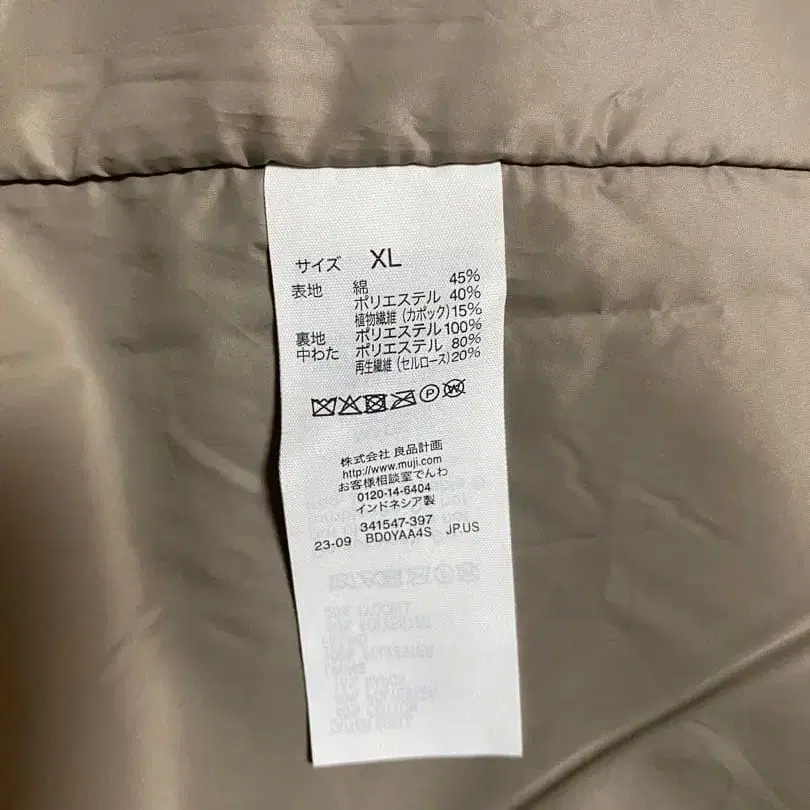 サイズ XL
表地 綿 45%
ポリエステル 40%
植物繊維（カポック）15%
裏地 ポリエステル 100%
中わた ポリエステル 80%
再生繊維（セルロース）20%
P W
株式会社 良品計画
http://www.muji.com/
お客様相談室でんわ
0120-14-6404
インドネシア製
341547-397
23-09 BD0YAA4S JP.US